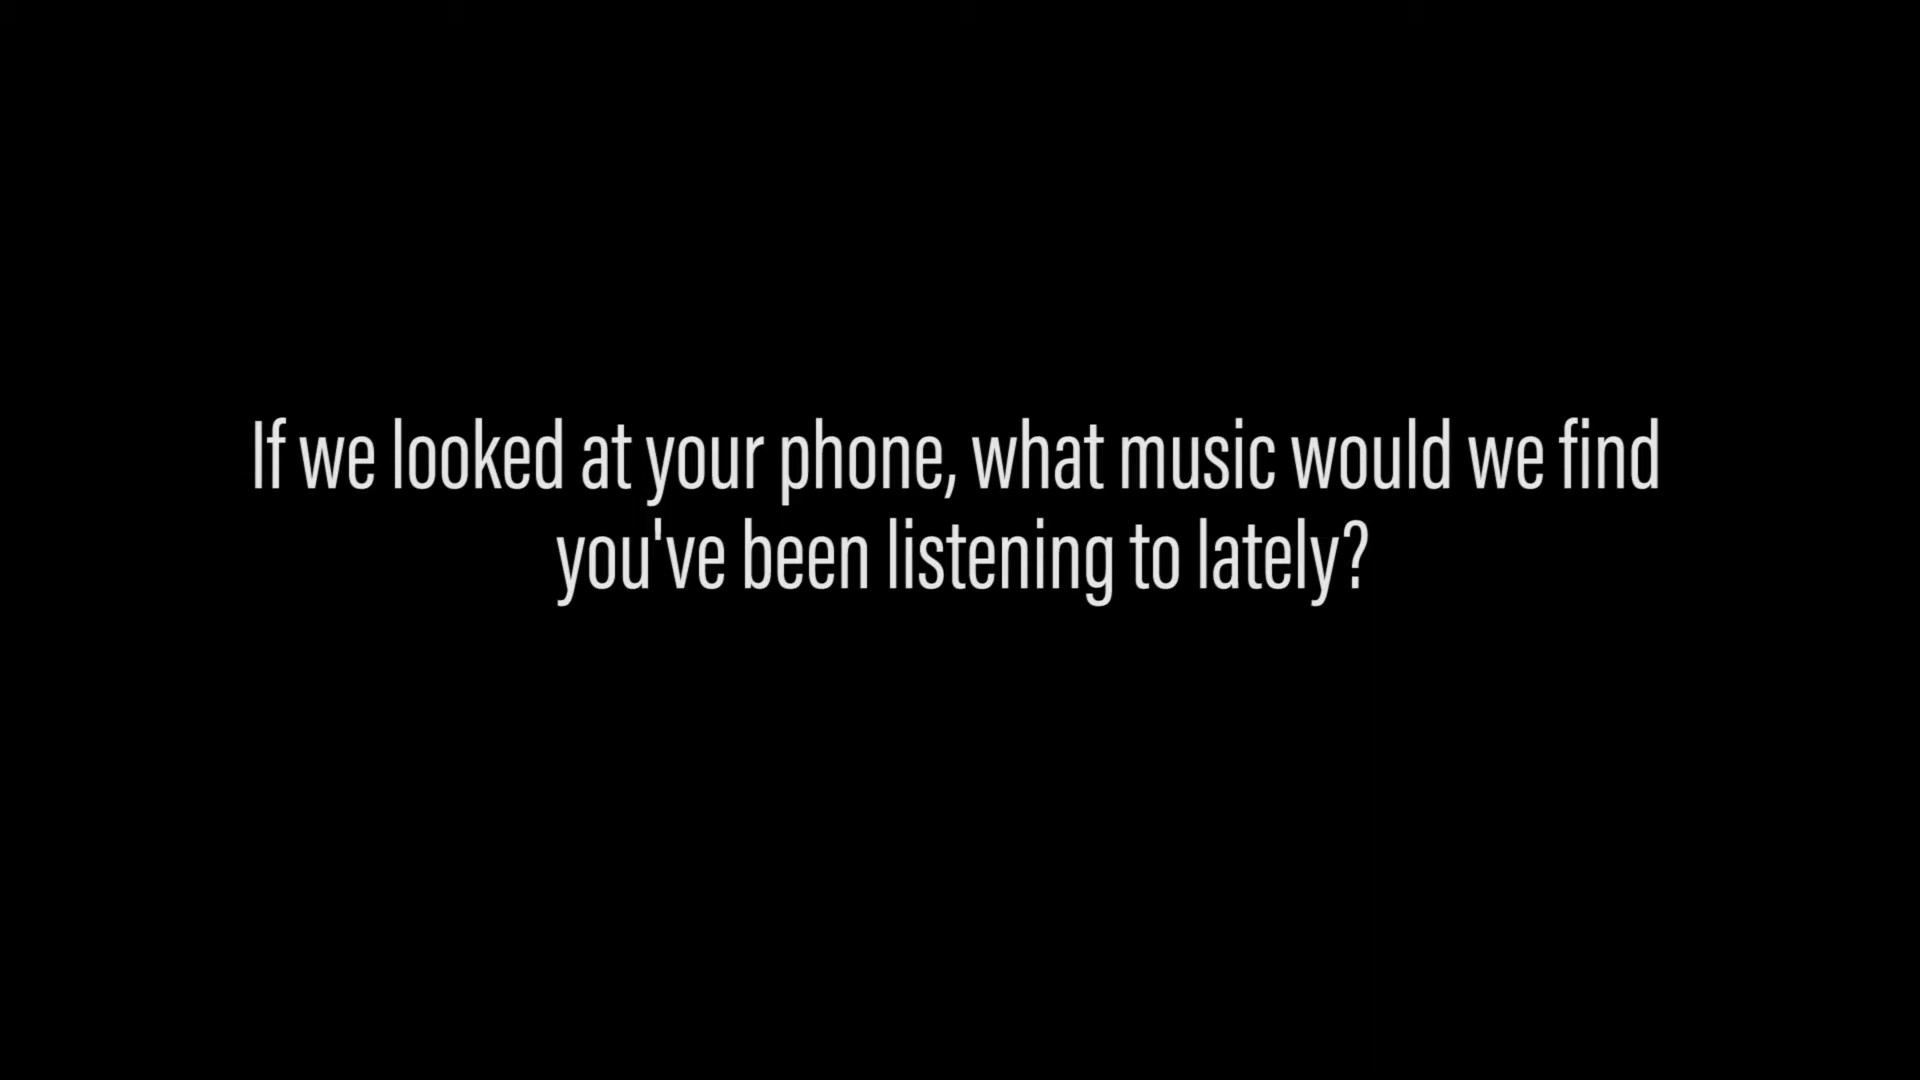 If we looked at your phone, what music would we find
you've been listening to lately?